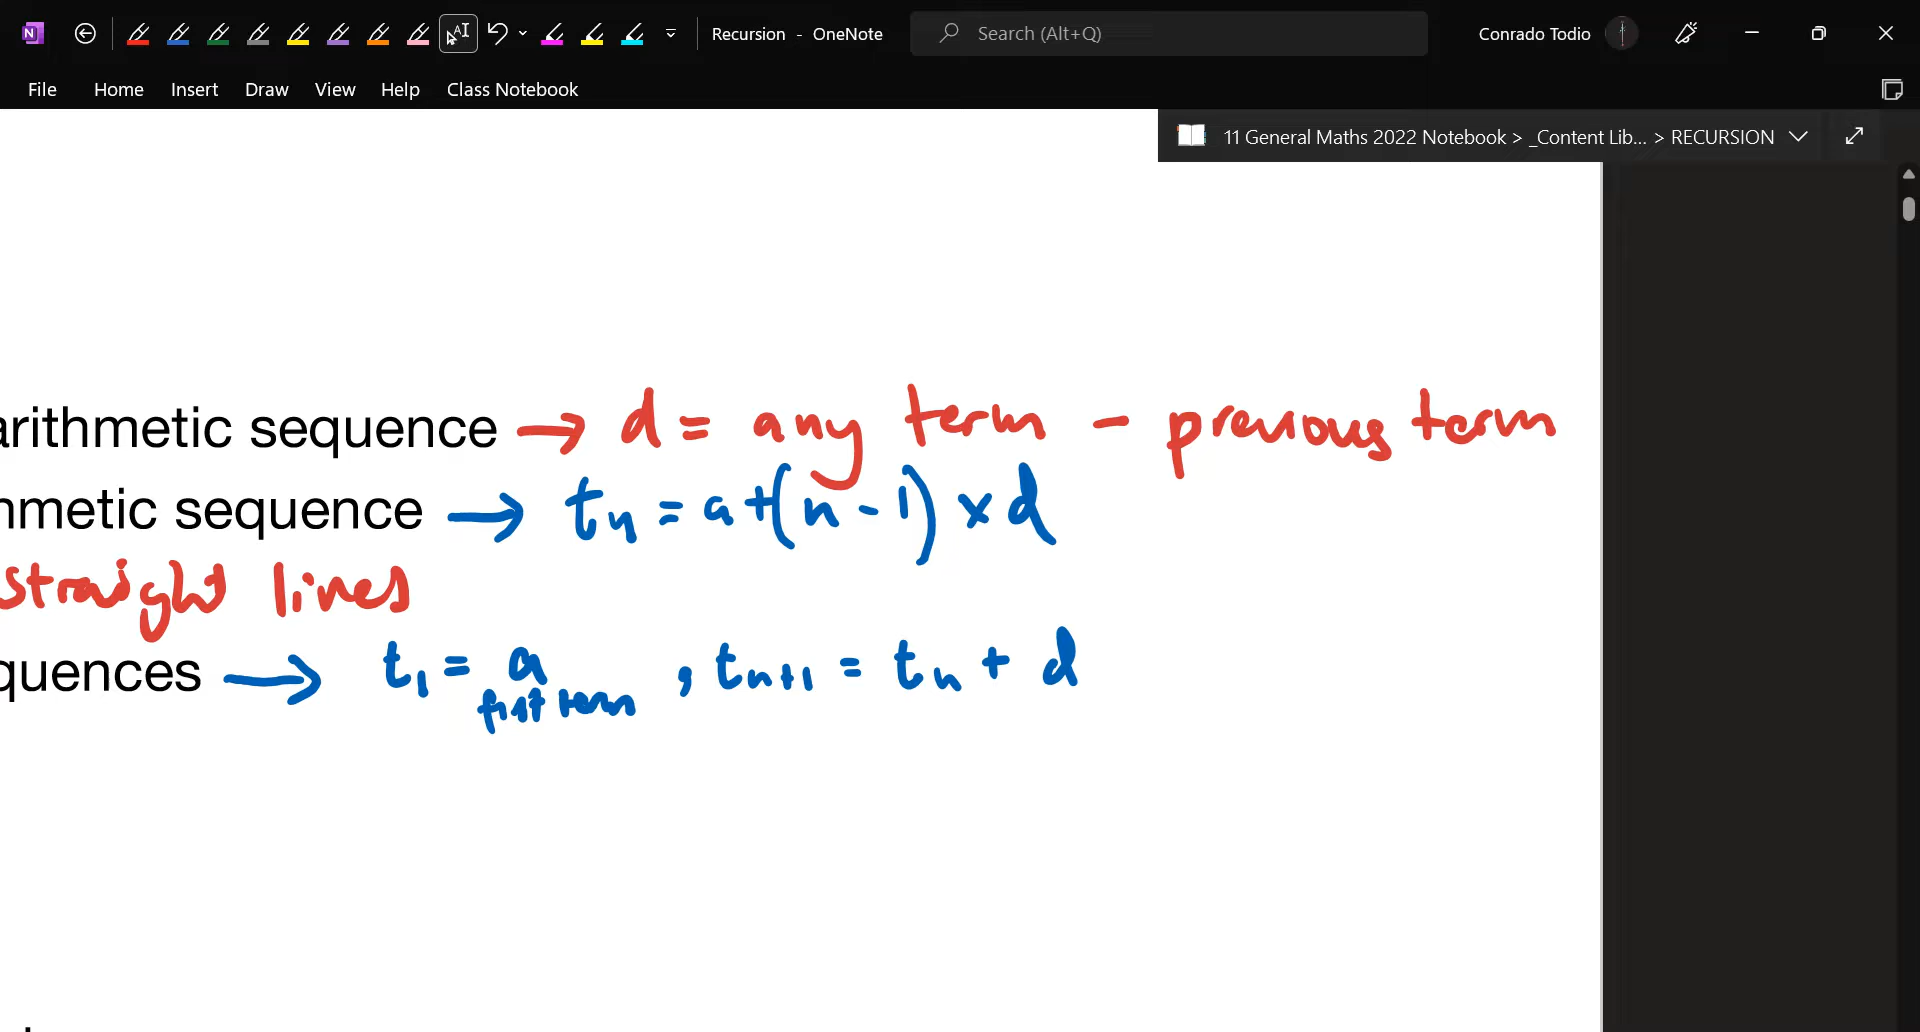 Recursion - OneNote
Search (Alt+Q)
Conrado Todio
File Home Insert Draw View Help Class Notebook
11 General Maths 2022 Notebook > _Content Lib... > RECURSION
arithmetic sequence → d = any term - previous term
hmetic sequence → tn = a+(n-1) × d
straight lines
quences → t1 = a , tn+1 = tn + d
first term